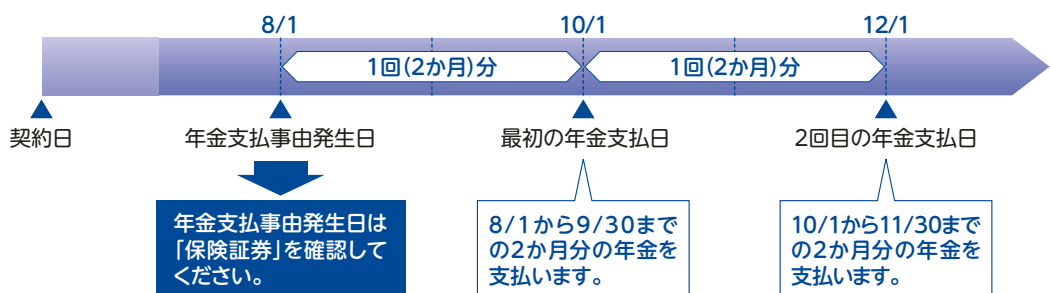 8/1
10/1
12/1
1回(2か月)分
1回(2か月)分
契約日
年金支払事由発生日
最初の年金支払日
2回目の年金支払日
年金支払事由発生日は
「保険証券」を確認して
ください。
8/1から9/30まで
の2か月分の年金を
支払います。
10/1から11/30まで
の2か月分の年金を
支払います。